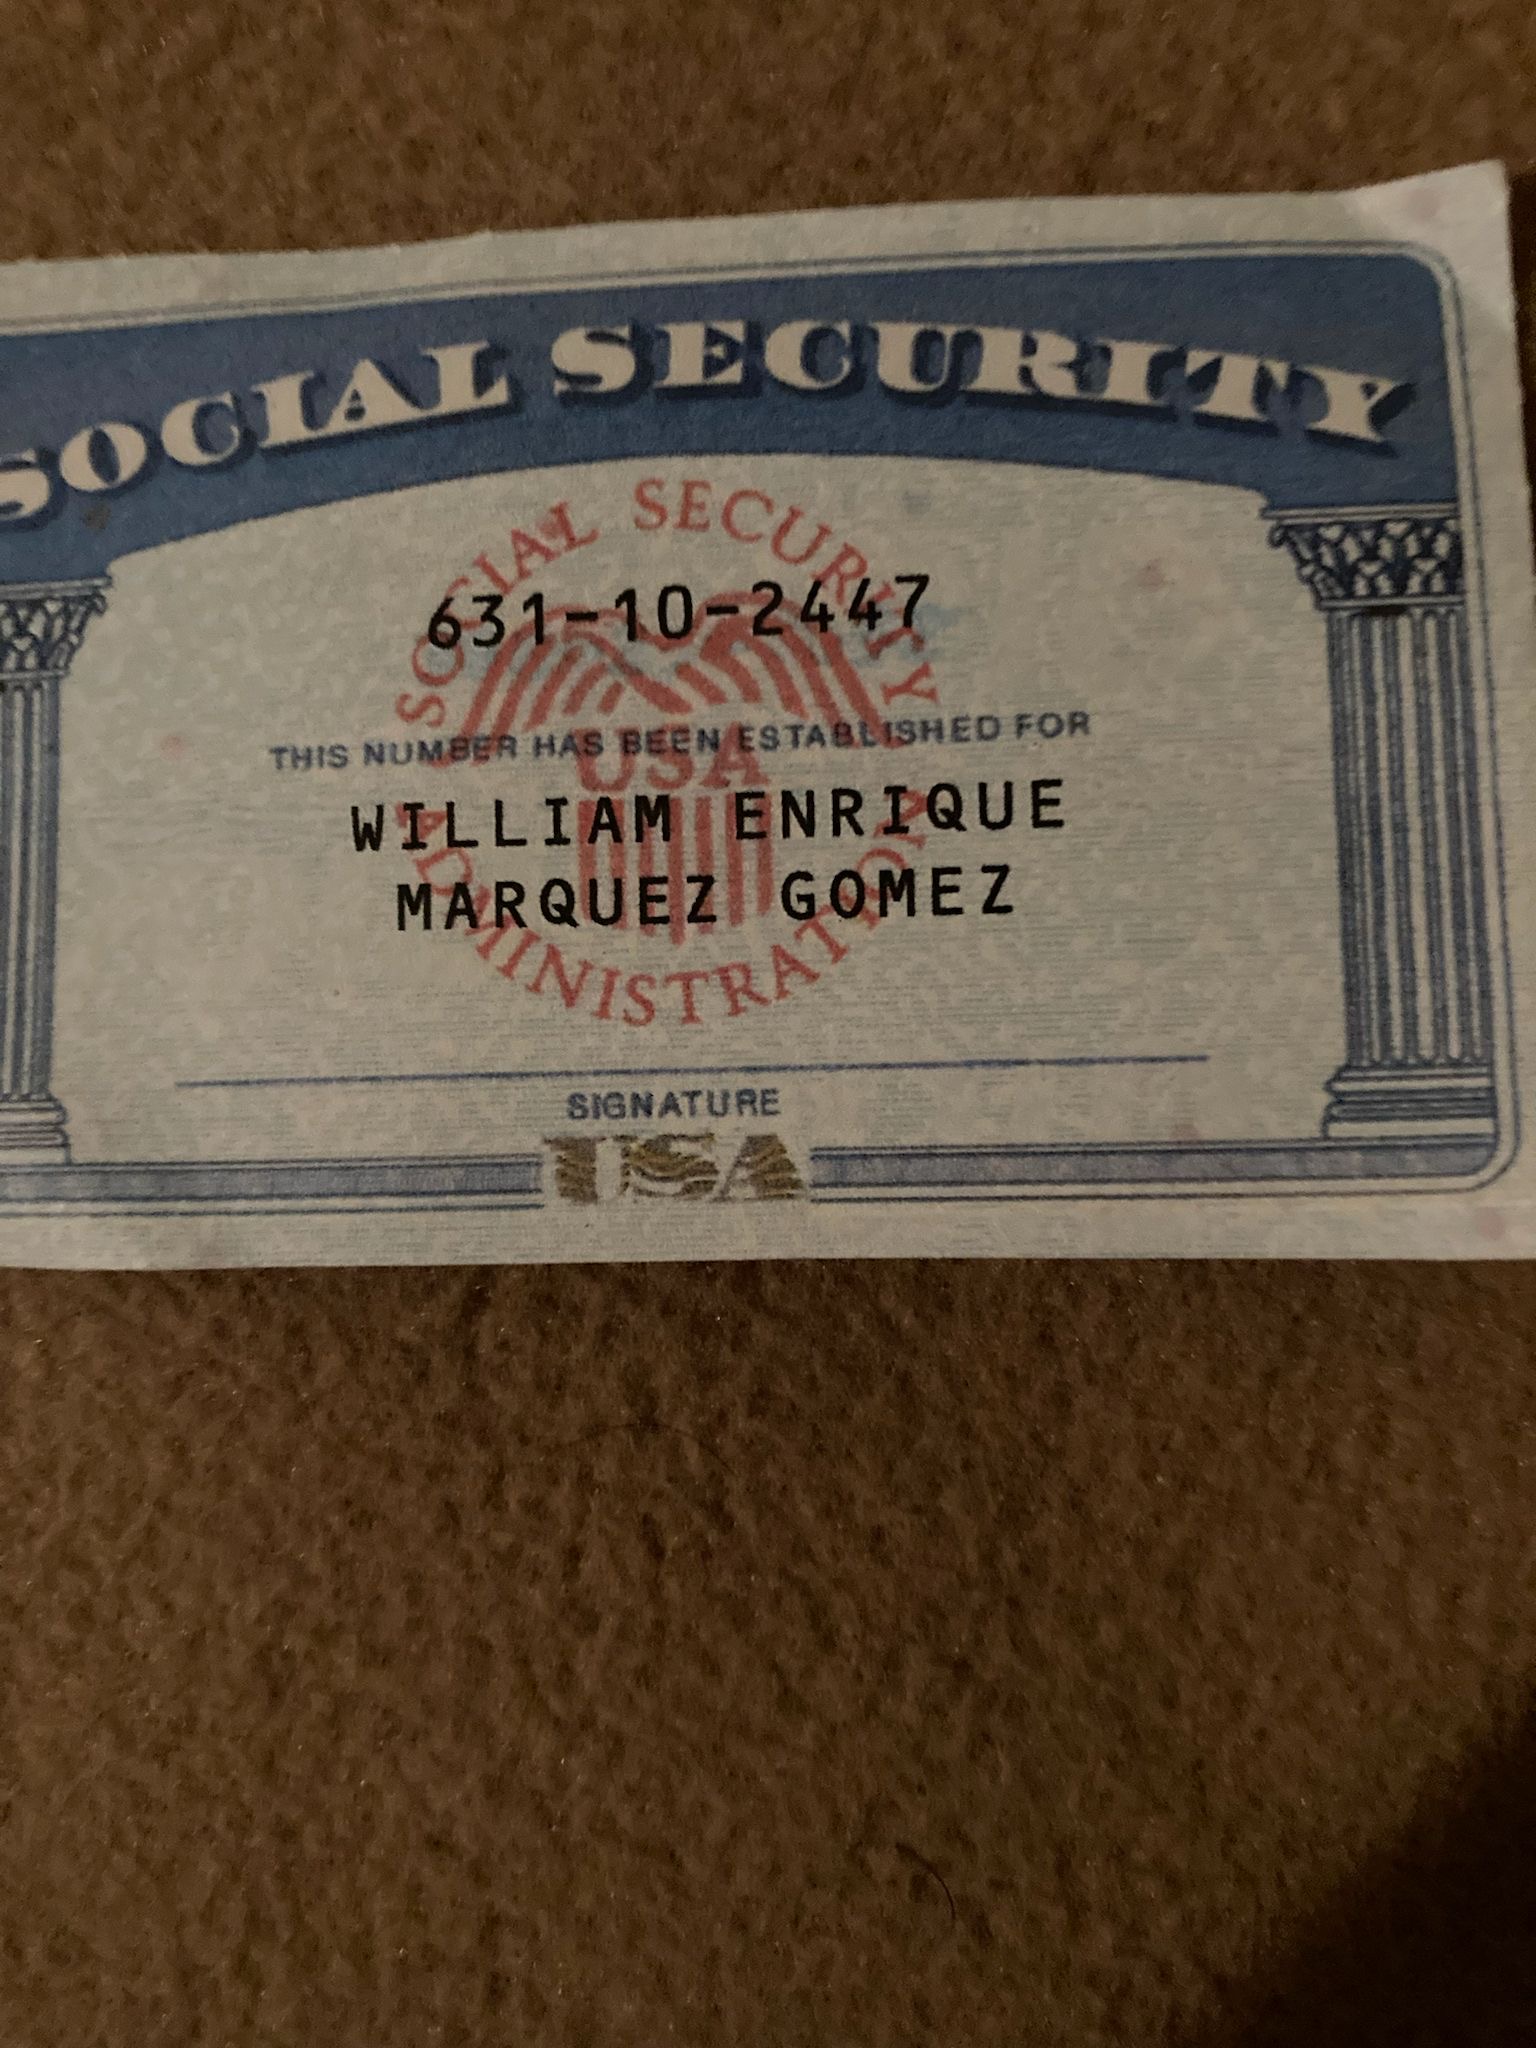 SOCIAL SECURITY
SOCIAL SECURITY
631-10-2447
THIS NUMBER HAS BEEN ESTABLISHED FOR
USA
WILLIAM ENRIQUE
MARQUEZ GOMEZ
ADMINISTRATION
SIGNATURE
USA